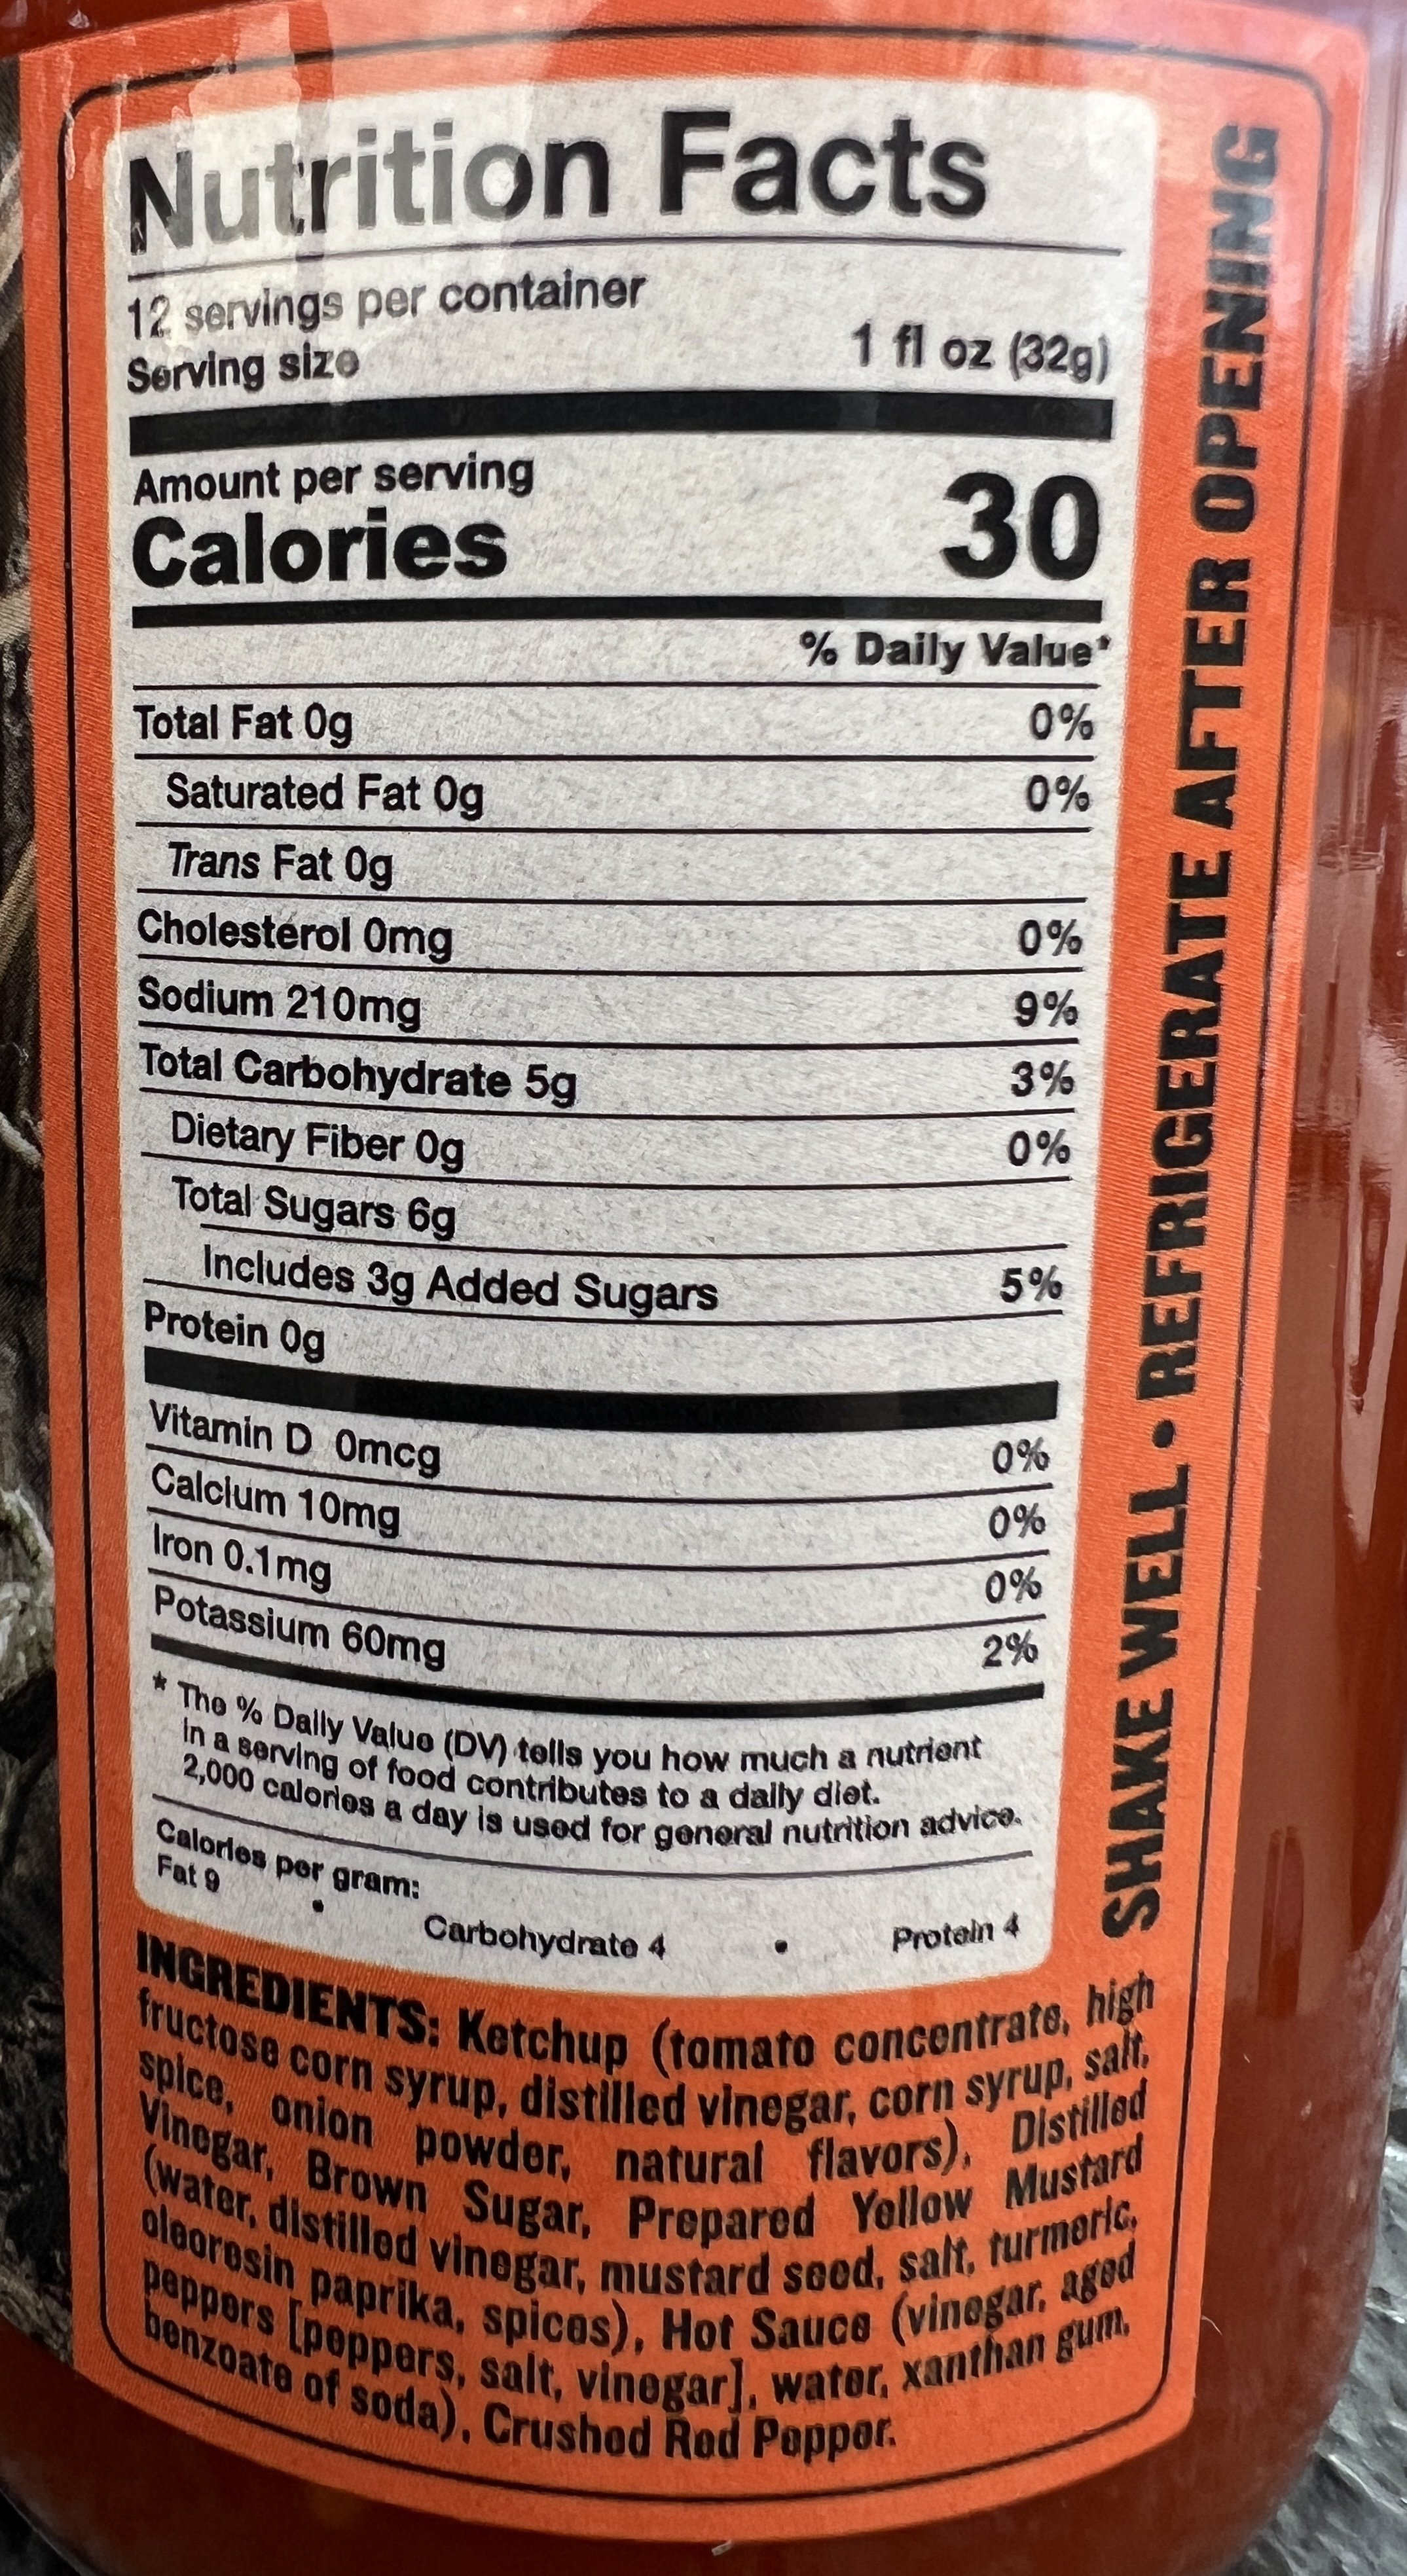 Nutrition Facts
12 servings per container
Serving size 1 fl oz (32g)
Amount per serving
Calories 30
% Daily Value*
Total Fat 0g 0%
Saturated Fat 0g 0%
Trans Fat 0g
Cholesterol 0mg 0%
Sodium 210mg 9%
Total Carbohydrate 5g 3%
Dietary Fiber 0g 0%
Total Sugars 6g
Includes 3g Added Sugars 5%
Protein 0g
Vitamin D 0mcg 0%
Calcium 10mg 0%
Iron 0.1mg 0%
Potassium 60mg 2%
* The % Daily Value (DV) tells you how much a nutrient
in a serving of food contributes to a daily diet.
2,000 calories a day is used for general nutrition advice.
Calories per gram:
Fat 9 • Carbohydrate 4 • Protein 4
INGREDIENTS: Ketchup (tomato concentrate, high
fructose corn syrup, distilled vinegar, corn syrup, salt,
spice, onion powder, natural flavors), Distilled
Vinegar, Brown Sugar, Prepared Yellow Mustard
(water, distilled vinegar, mustard seed, salt, turmeric,
oleoresin paprika, spices), Hot Sauce (vinegar, aged
peppers [peppers, salt, vinegar], water, xanthan gum,
benzoate of soda), Crushed Red Pepper.
SHAKE WELL • REFRIGERATE AFTER OPENING